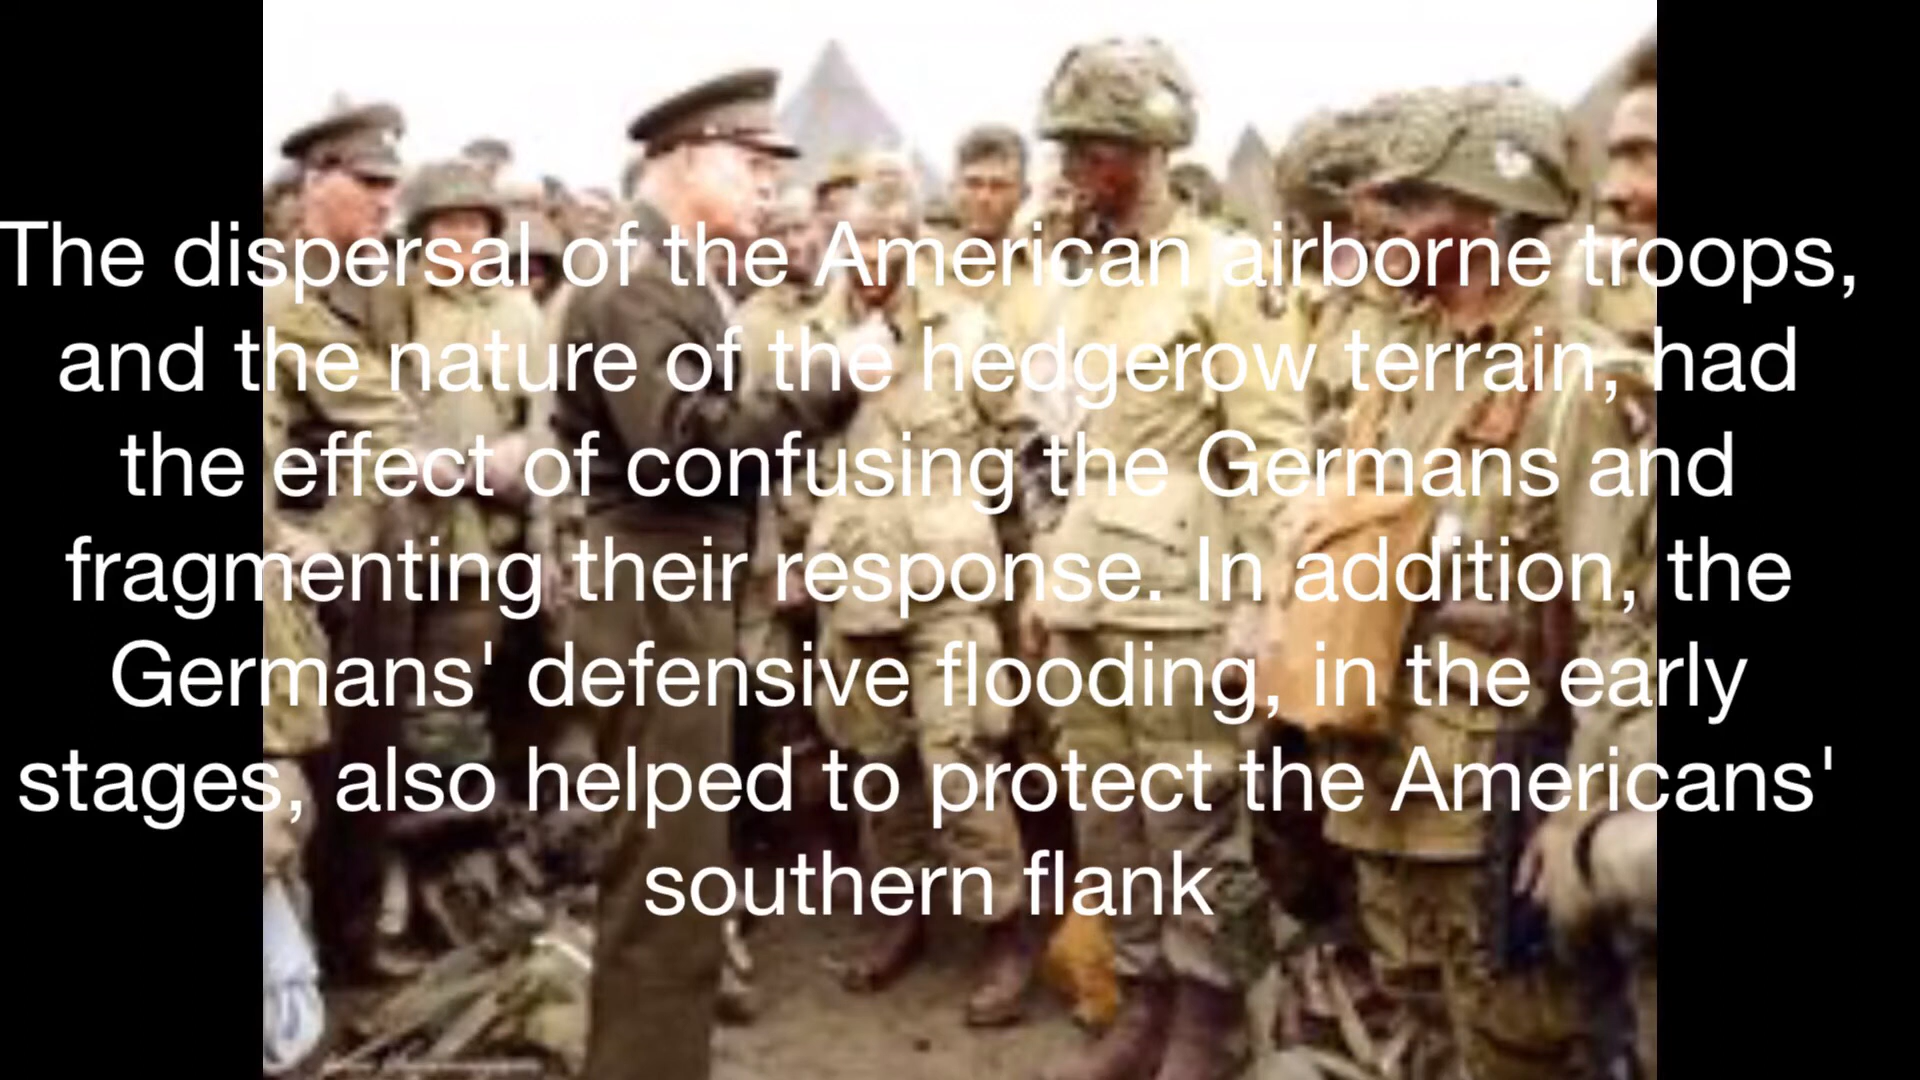 The dispersal of the American airborne troops,
and the nature of the hedgerow terrain, had
the effect of confusing the Germans and
fragmenting their response. In addition, the
Germans' defensive flooding, in the early
stages, also helped to protect the Americans'
southern flank